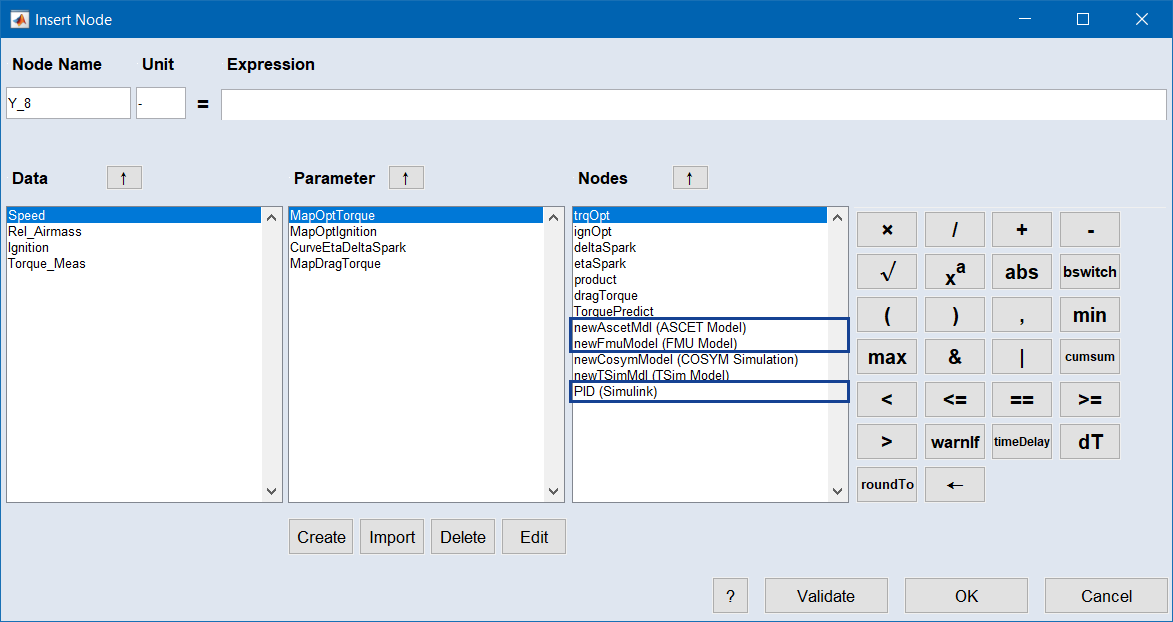 Insert Node
Node Name Unit Expression
Y_8 - =
Data ↑ Parameter ↑ Nodes ↑
Speed
Rel_Airmass
Ignition
Torque_Meas
MapOptTorque
MapOptIgnition
CurveEtaDeltaSpark
MapDragTorque
trqOpt
ignOpt
deltaSpark
etaSpark
product
dragTorque
TorquePredict
newAscetMdl (ASCET Model)
newFmuModel (FMU Model)
newCosymModel (COSYM Simulation)
newTSimMdl (TSim Model)
PID (Simulink)
× / + -
√ xᵃ abs bswitch
( ) , min
max & | cumsum
< <= == >=
> warnIf timeDelay dT
roundTo ←
Create Import Delete Edit
? Validate OK Cancel